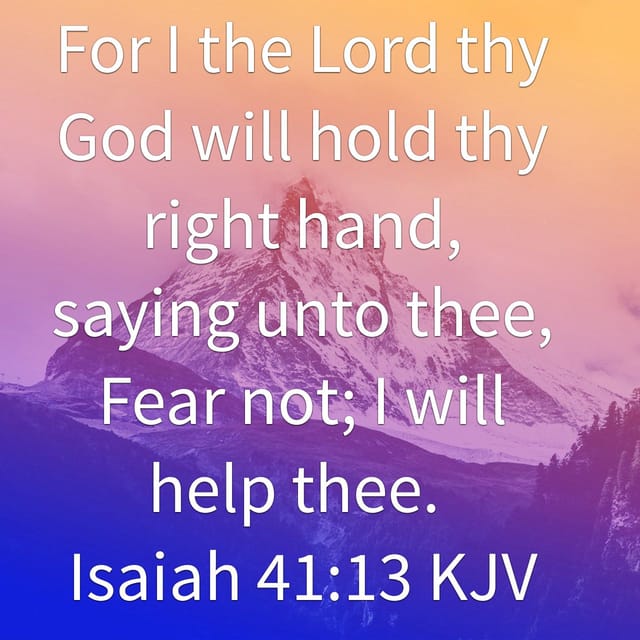 For I the Lord thy
God will hold thy
right hand,
saying unto thee,
Fear not; I will
help thee.
Isaiah 41:13 KJV